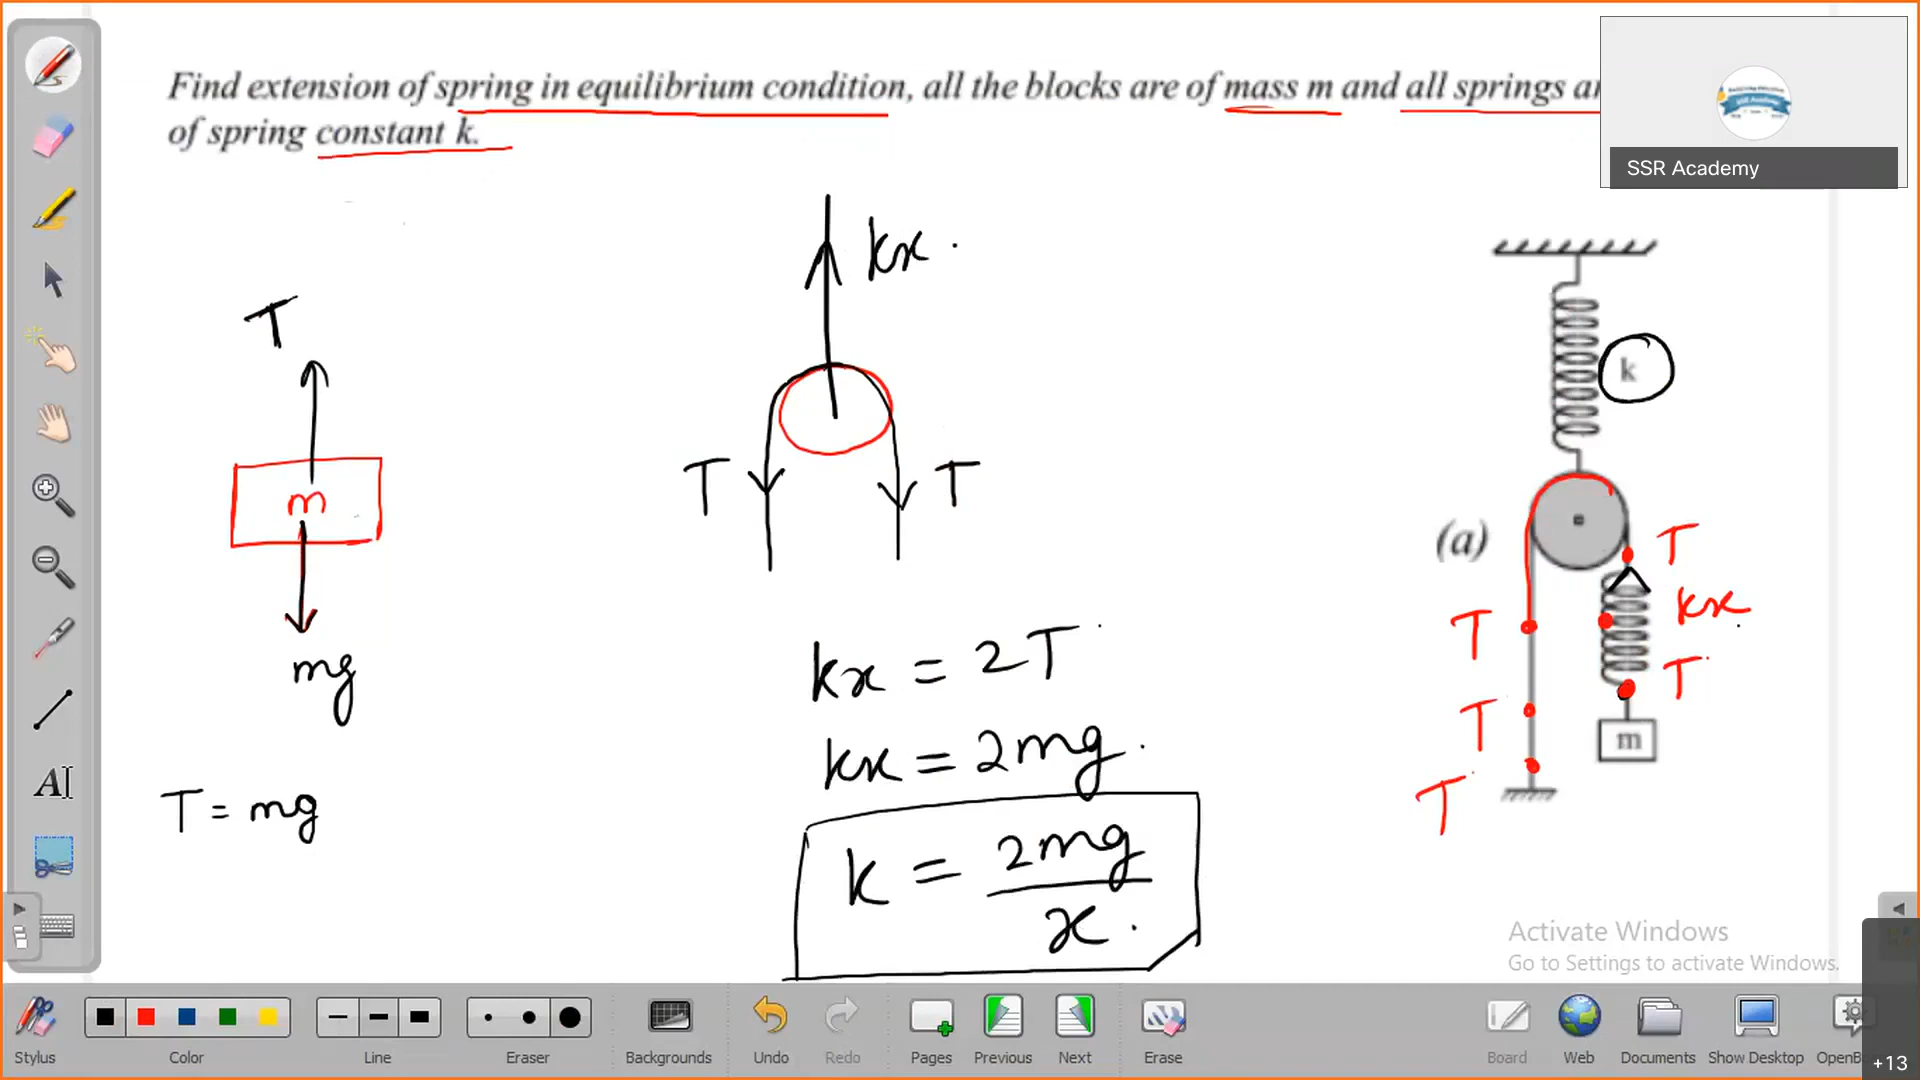 Find extension of spring in equilibrium condition, all the blocks are of mass m and all springs ar
of spring constant k.
SSR Academy
kx
T
m
mg
T = mg
T
T
kx = 2T
kx = 2mg
k = 2mg
x
k
(a)
T
kx
T
T
T
T
m
Activate Windows
Go to Settings to activate Windows.
Stylus
Color
Line
Eraser
Backgrounds
Undo
Redo
Pages
Previous
Next
Erase
Board
Web
Documents
Show Desktop
OpenB
+13